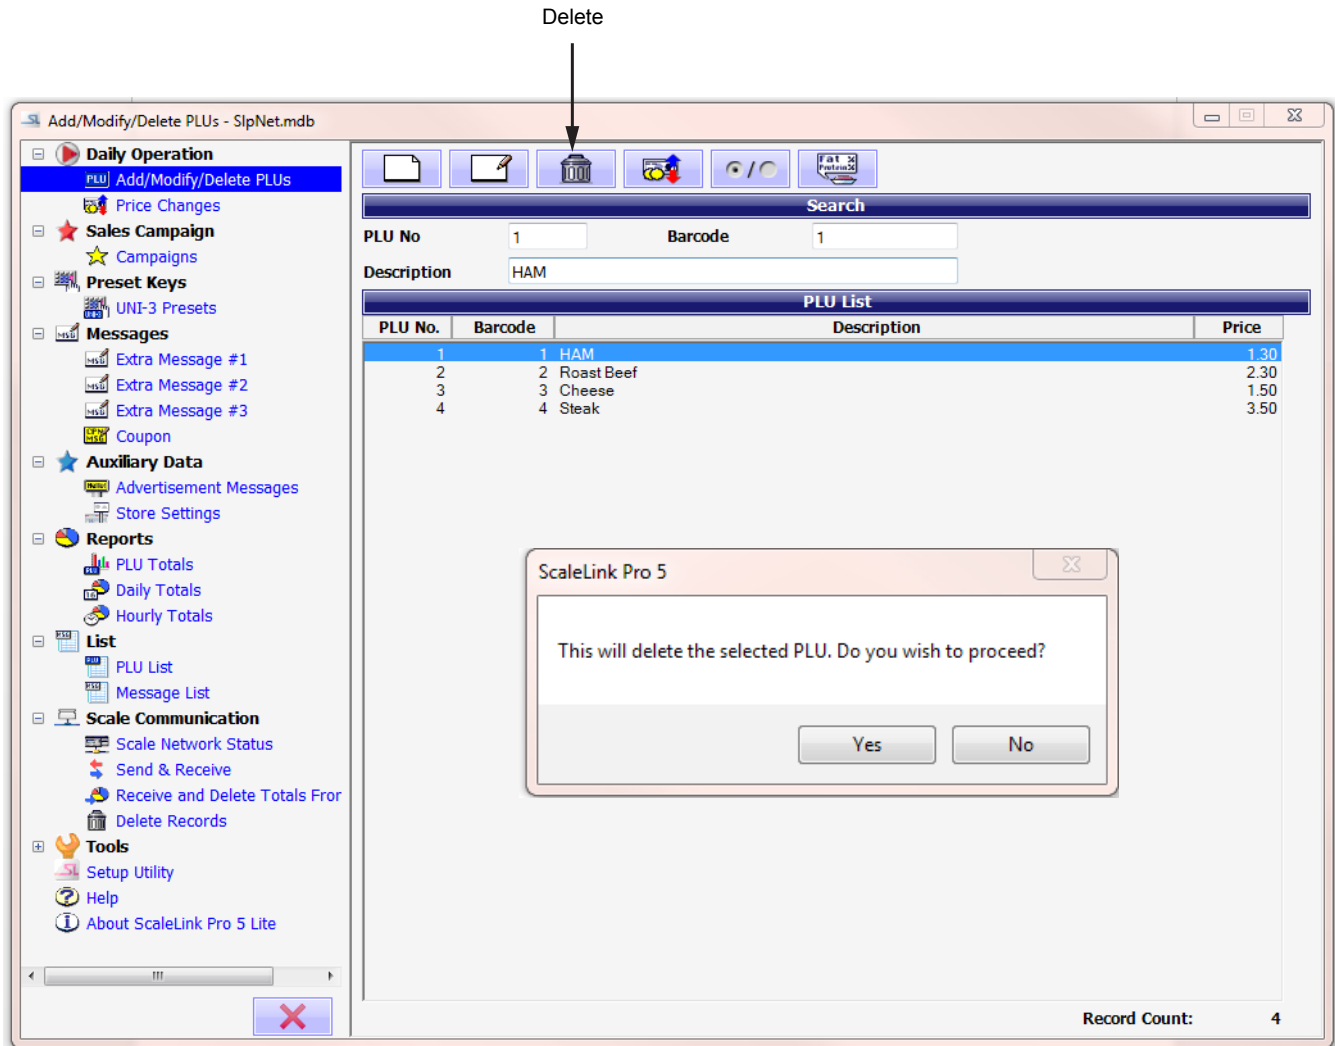 Delete
Add/Modify/Delete PLUs - SlpNet.mdb
Daily Operation
PLU Add/Modify/Delete PLUs
Price Changes
Sales Campaign
Campaigns
Preset Keys
UNI-3 Presets
Messages
Extra Message #1
Extra Message #2
Extra Message #3
Coupon
Auxiliary Data
Advertisement Messages
Store Settings
Reports
PLU Totals
Daily Totals
Hourly Totals
List
PLU List
Message List
Scale Communication
Scale Network Status
Send & Receive
Receive and Delete Totals Fror
Delete Records
Tools
Setup Utility
Help
About ScaleLink Pro 5 Lite
Search
PLU No 1 Barcode 1
Description HAM
PLU List
PLU No. Barcode Description Price
1 1 HAM 1.30
2 2 Roast Beef 2.30
3 3 Cheese 1.50
4 4 Steak 3.50
ScaleLink Pro 5
This will delete the selected PLU. Do you wish to proceed?
Yes No
Record Count: 4